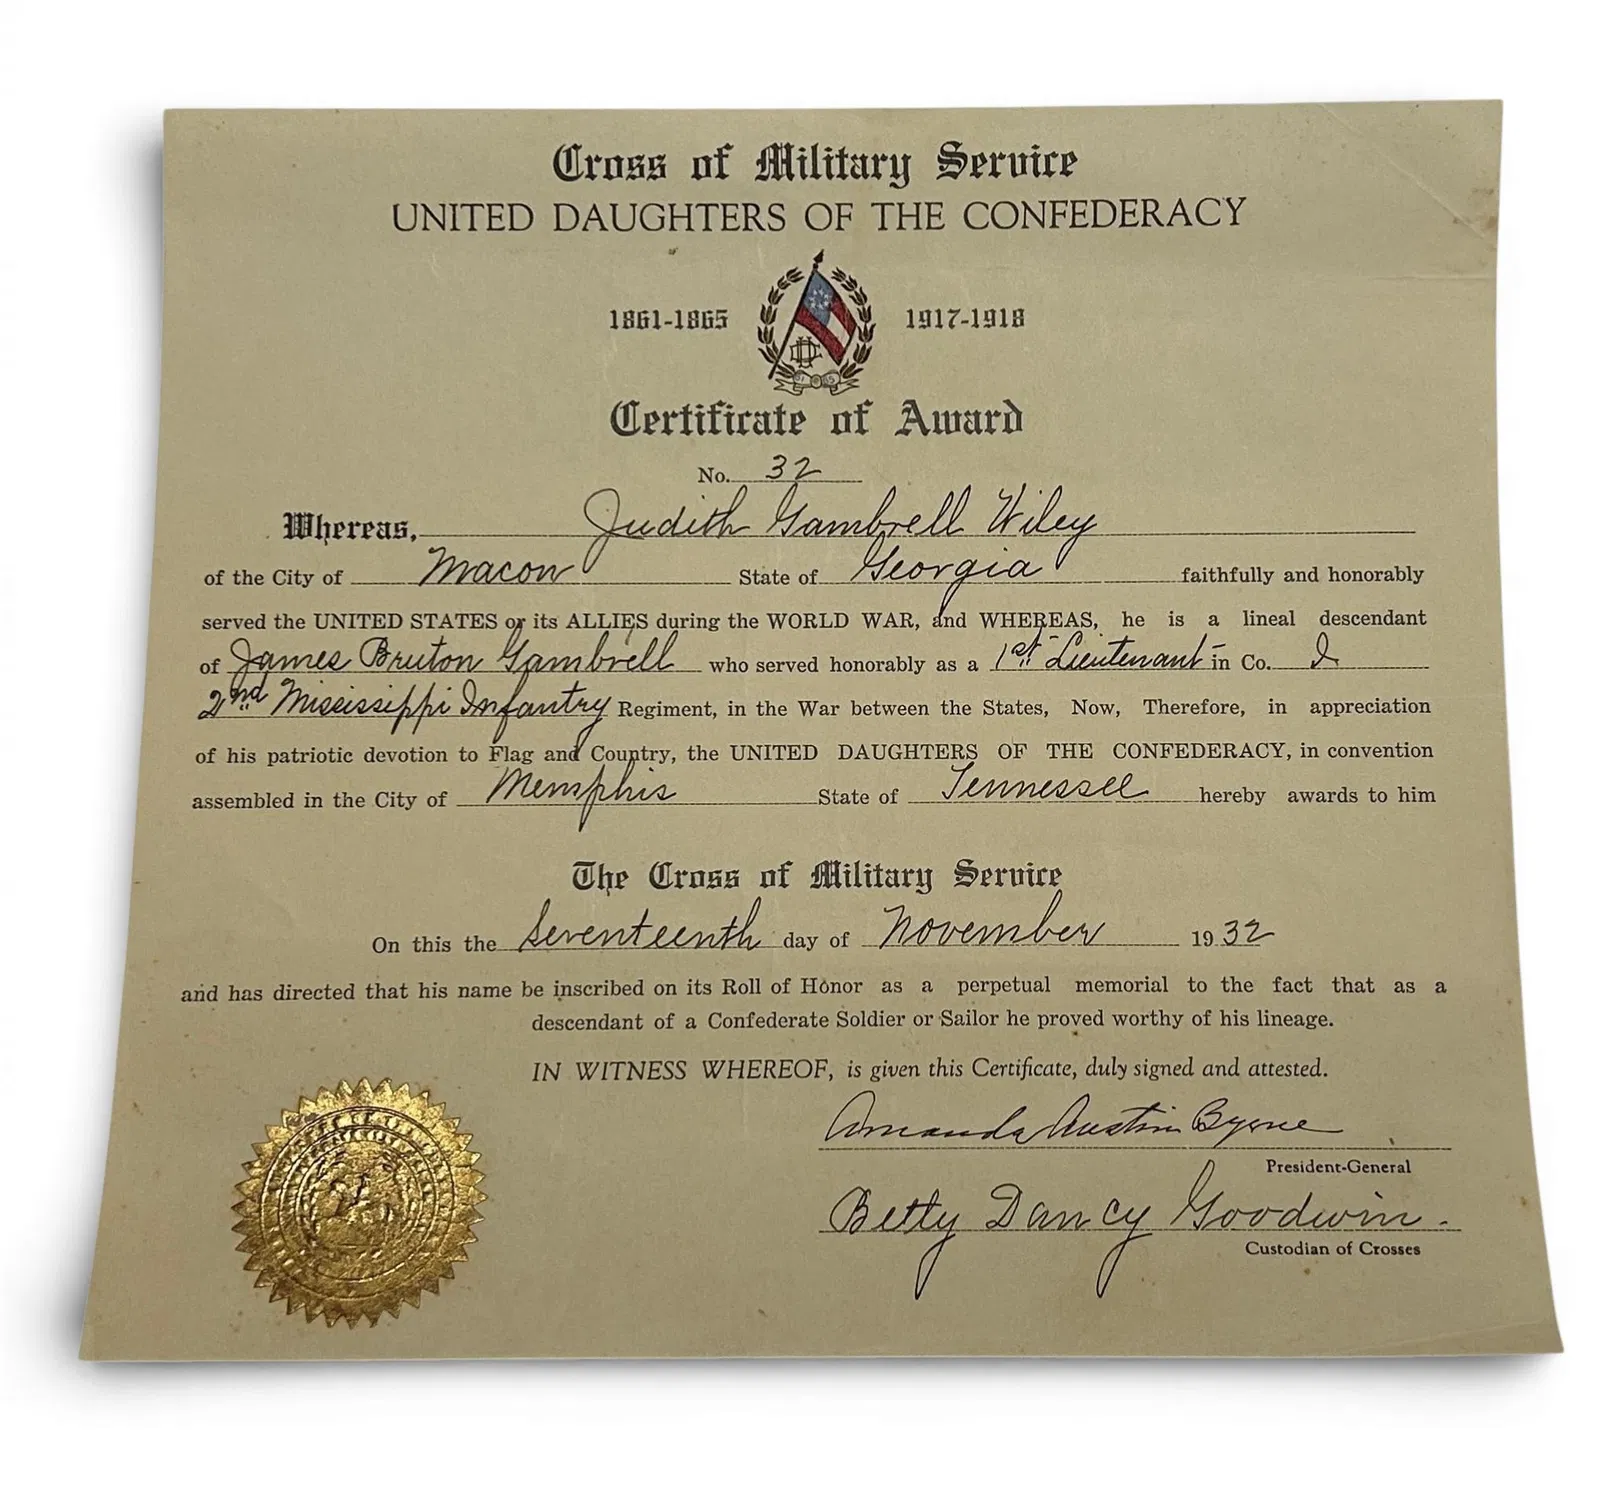 Cross of Military Service
UNITED DAUGHTERS OF THE CONFEDERACY
1861-1865 1917-1918
Certificate of Award
No. 32
Whereas, Judith Gambrell Wiley
of the City of Macon State of Georgia faithfully and honorably
served the UNITED STATES or its ALLIES during the WORLD WAR, and WHEREAS, he is a lineal descendant
of James Bruton Gambrell who served honorably as a 1st Lieutenant in Co. I
2nd Mississippi Infantry Regiment, in the War between the States, Now, Therefore, in appreciation
of his patriotic devotion to Flag and Country, the UNITED DAUGHTERS OF THE CONFEDERACY, in convention
assembled in the City of Memphis State of Tennessee hereby awards to him
The Cross of Military Service
On this the Seventeenth day of November 1932
and has directed that his name be inscribed on its Roll of Honor as a perpetual memorial to the fact that as a
descendant of a Confederate Soldier or Sailor he proved worthy of his lineage.
IN WITNESS WHEREOF, is given this Certificate, duly signed and attested.
Amanda Austin Byrne
President-General
Betty Dancy Goodwin.
Custodian of Crosses